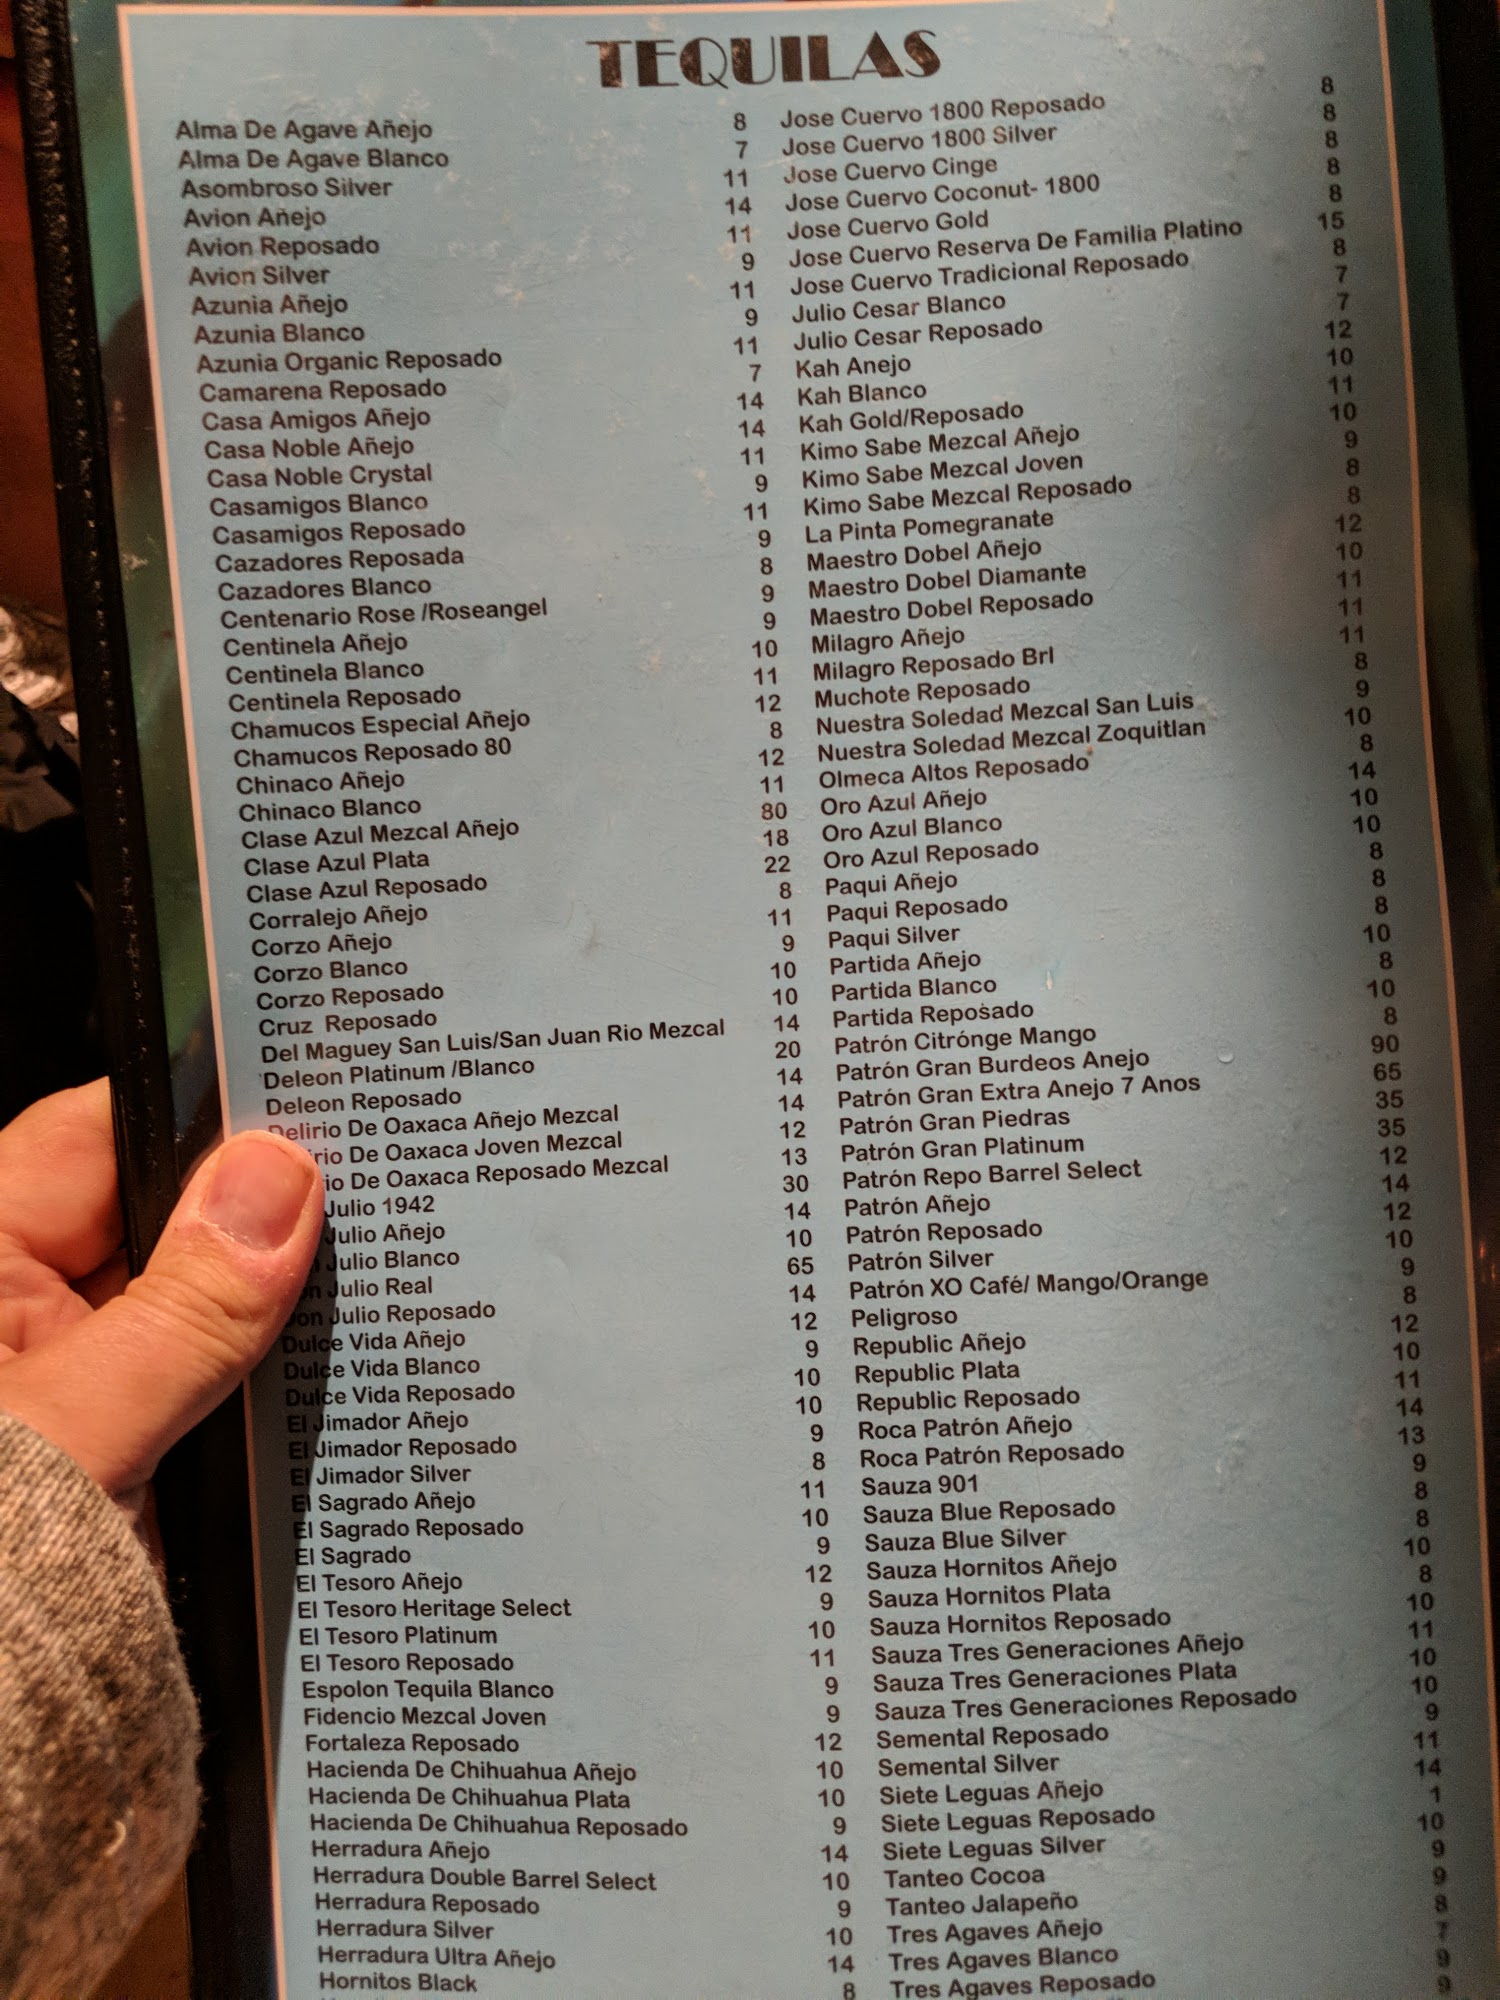 TEQUILAS
Alma De Agave Añejo 8
Alma De Agave Blanco 7
Asombroso Silver 11
Avion Añejo 14
Avion Reposado 11
Avion Silver 9
Azunia Añejo 11
Azunia Blanco 9
Azunia Organic Reposado 11
Camarena Reposado 7
Casa Amigos Añejo 14
Casa Noble Añejo 14
Casa Noble Crystal 11
Casamigos Blanco 9
Casamigos Reposado 11
Cazadores Reposada 9
Cazadores Blanco 8
Centenario Rose /Roseangel 9
Centinela Añejo 9
Centinela Blanco 10
Centinela Reposado 11
Chamucos Especial Añejo 12
Chamucos Reposado 80 8
Chinaco Añejo 12
Chinaco Blanco 11
Clase Azul Mezcal Añejo 80
Clase Azul Plata 18
Clase Azul Reposado 22
Corralejo Añejo 8
Corzo Añejo 11
Corzo Blanco 9
Corzo Reposado 10
Cruz Reposado 10
Del Maguey San Luis/San Juan Rio Mezcal 14
Deleon Platinum /Blanco 20
Deleon Reposado 14
Delirio De Oaxaca Añejo Mezcal 14
De Oaxaca Joven Mezcal 12
De Oaxaca Reposado Mezcal 13
Julio 1942 30
Julio Añejo 14
Julio Blanco 10
Julio Real 65
Don Julio Reposado 14
Dulce Vida Añejo 12
Dulce Vida Blanco 9
Dulce Vida Reposado 10
El Jimador Añejo 10
El Jimador Reposado 9
El Jimador Silver 8
El Sagrado Añejo 11
El Sagrado Reposado 10
El Sagrado 9
El Tesoro Añejo 12
El Tesoro Heritage Select 9
El Tesoro Platinum 10
El Tesoro Reposado 11
Espolon Tequila Blanco 9
Fidencio Mezcal Joven 9
Fortaleza Reposado 12
Hacienda De Chihuahua Añejo 10
Hacienda De Chihuahua Plata 10
Hacienda De Chihuahua Reposado 9
Herradura Añejo 14
Herradura Double Barrel Select 10
Herradura Reposado 9
Herradura Silver 10
Herradura Ultra Añejo 14
Hornitos Black 8
Jose Cuervo 1800 Reposado 8
Jose Cuervo 1800 Silver 8
Jose Cuervo Cinge 8
Jose Cuervo Coconut- 1800 8
Jose Cuervo Gold 8
Jose Cuervo Reserva De Familia Platino 15
Jose Cuervo Tradicional Reposado 8
Julio Cesar Blanco 7
Julio Cesar Reposado 7
Kah Anejo 12
Kah Blanco 10
Kah Gold/Reposado 11
Kimo Sabe Mezcal Añejo 10
Kimo Sabe Mezcal Joven 9
Kimo Sabe Mezcal Reposado 8
La Pinta Pomegranate 8
Maestro Dobel Añejo 12
Maestro Dobel Diamante 10
Maestro Dobel Reposado 11
Milagro Añejo 11
Milagro Reposado Brl 11
Muchote Reposado 8
Nuestra Soledad Mezcal San Luis 9
Nuestra Soledad Mezcal Zoquitlan 10
Olmeca Altos Reposado 8
Oro Azul Añejo 14
Oro Azul Blanco 10
Oro Azul Reposado 10
Paqui Añejo 8
Paqui Reposado 8
Paqui Silver 8
Partida Añejo 10
Partida Blanco 8
Partida Reposado 10
Patrón Citrónge Mango 8
Patrón Gran Burdeos Anejo 90
Patrón Gran Extra Anejo 7 Anos 65
Patrón Gran Piedras 35
Patrón Gran Platinum 35
Patrón Repo Barrel Select 12
Patrón Añejo 14
Patrón Reposado 12
Patrón Silver 10
Patrón XO Café/ Mango/Orange 9
Peligroso 8
Republic Añejo 12
Republic Plata 10
Republic Reposado 11
Roca Patrón Añejo 14
Roca Patrón Reposado 13
Sauza 901 9
Sauza Blue Reposado 8
Sauza Blue Silver 8
Sauza Hornitos Añejo 10
Sauza Hornitos Plata 8
Sauza Hornitos Reposado 10
Sauza Tres Generaciones Añejo 11
Sauza Tres Generaciones Plata 10
Sauza Tres Generaciones Reposado 10
Semental Reposado 9
Semental Silver 11
Siete Leguas Añejo 14
Siete Leguas Reposado 1
Siete Leguas Silver 10
Tanteo Cocoa 9
Tanteo Jalapeño 9
Tres Agaves Añejo 8
Tres Agaves Blanco 7
Tres Agaves Reposado 9
9